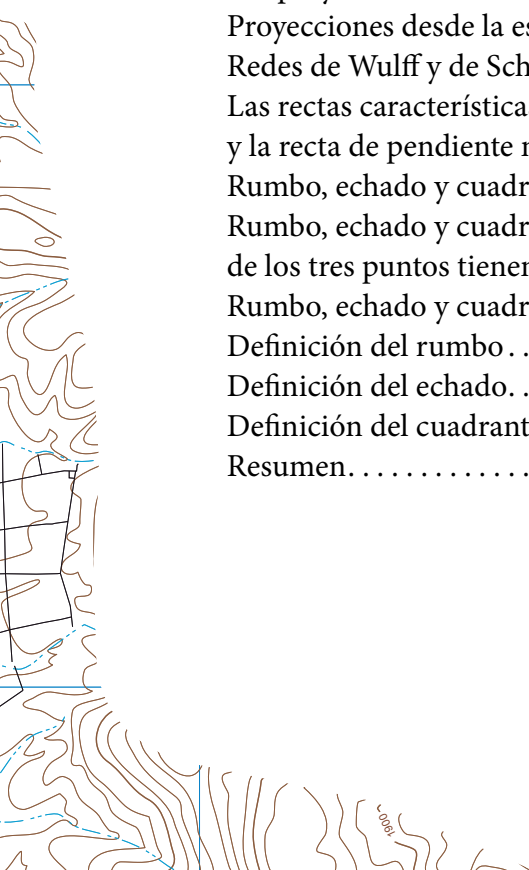 Proyecciones desde la es
Redes de Wulff y de Sch
Las rectas característica
y la recta de pendiente
Rumbo, echado y cuadr
Rumbo, echado y cuadr
de los tres puntos tiene
Rumbo, echado y cuadr
Definición del rumbo . .
Definición del echado. .
Definición del cuadrant
Resumen. . . . . . . . . . . . .
1900